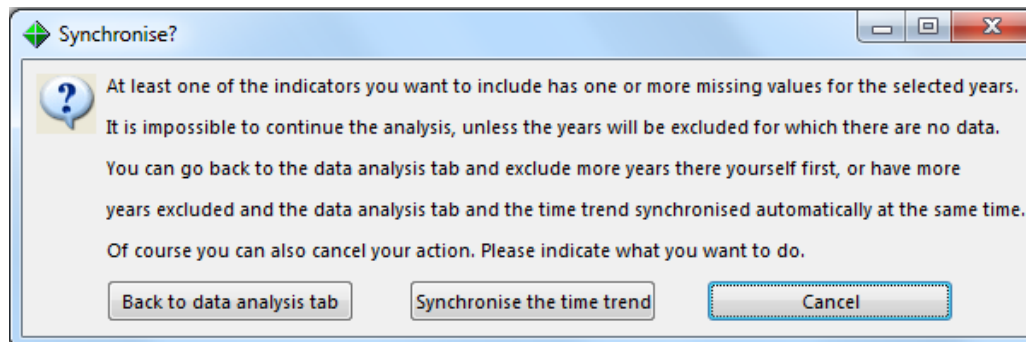 Synchronise?
At least one of the indicators you want to include has one or more missing values for the selected years.
It is impossible to continue the analysis, unless the years will be excluded for which there are no data.
You can go back to the data analysis tab and exclude more years there yourself first, or have more
years excluded and the data analysis tab and the time trend synchronised automatically at the same time.
Of course you can also cancel your action. Please indicate what you want to do.
Back to data analysis tab
Synchronise the time trend
Cancel